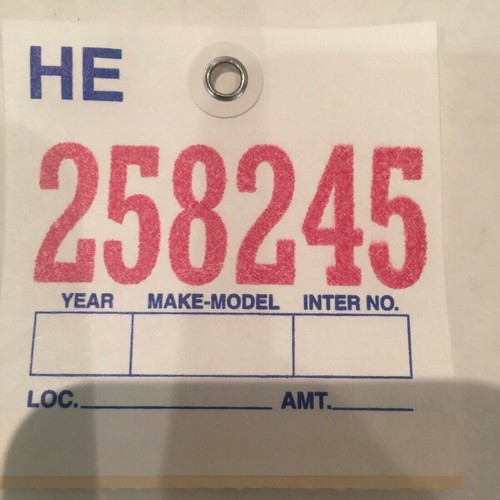 HE
258245
YEAR MAKE-MODEL INTER NO.
LOC. AMT.